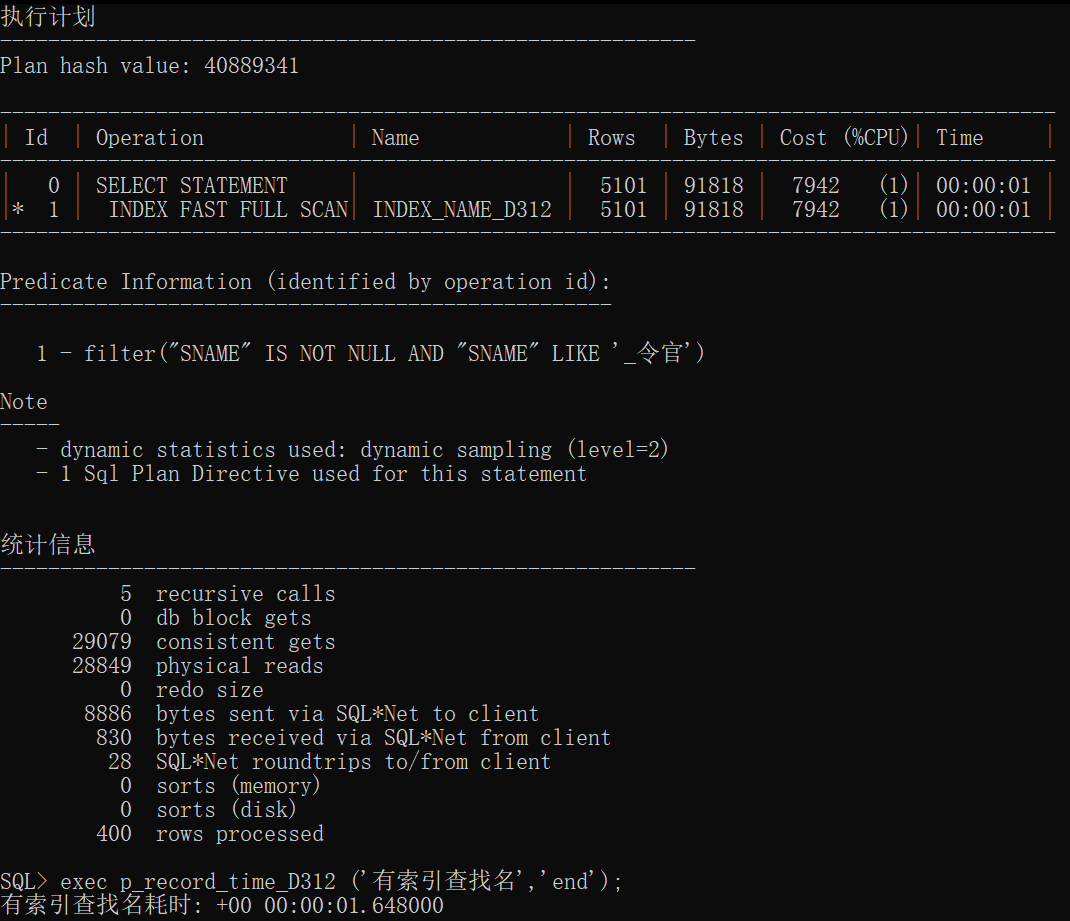 执行计划
----------------------------------------------------------
Plan hash value: 40889341
----------------------------------------------------------------------------------------
| Id  | Operation            | Name            | Rows  | Bytes | Cost (%CPU)| Time     |
----------------------------------------------------------------------------------------
|   0 | SELECT STATEMENT     |                 |  5101 | 91818 |  7942   (1)| 00:00:01 |
|*  1 |  INDEX FAST FULL SCAN| INDEX_NAME_D312 |  5101 | 91818 |  7942   (1)| 00:00:01 |
----------------------------------------------------------------------------------------
Predicate Information (identified by operation id):
---------------------------------------------------
   1 - filter("SNAME" IS NOT NULL AND "SNAME" LIKE '_令官')
Note
-----
   - dynamic statistics used: dynamic sampling (level=2)
   - 1 Sql Plan Directive used for this statement
统计信息
----------------------------------------------------------
          5  recursive calls
          0  db block gets
      29079  consistent gets
      28849  physical reads
          0  redo size
       8886  bytes sent via SQL*Net to client
        830  bytes received via SQL*Net from client
         28  SQL*Net roundtrips to/from client
          0  sorts (memory)
          0  sorts (disk)
        400  rows processed
SQL> exec p_record_time_D312 ('有索引查找名','end');
有索引查找名耗时: +00 00:00:01.648000